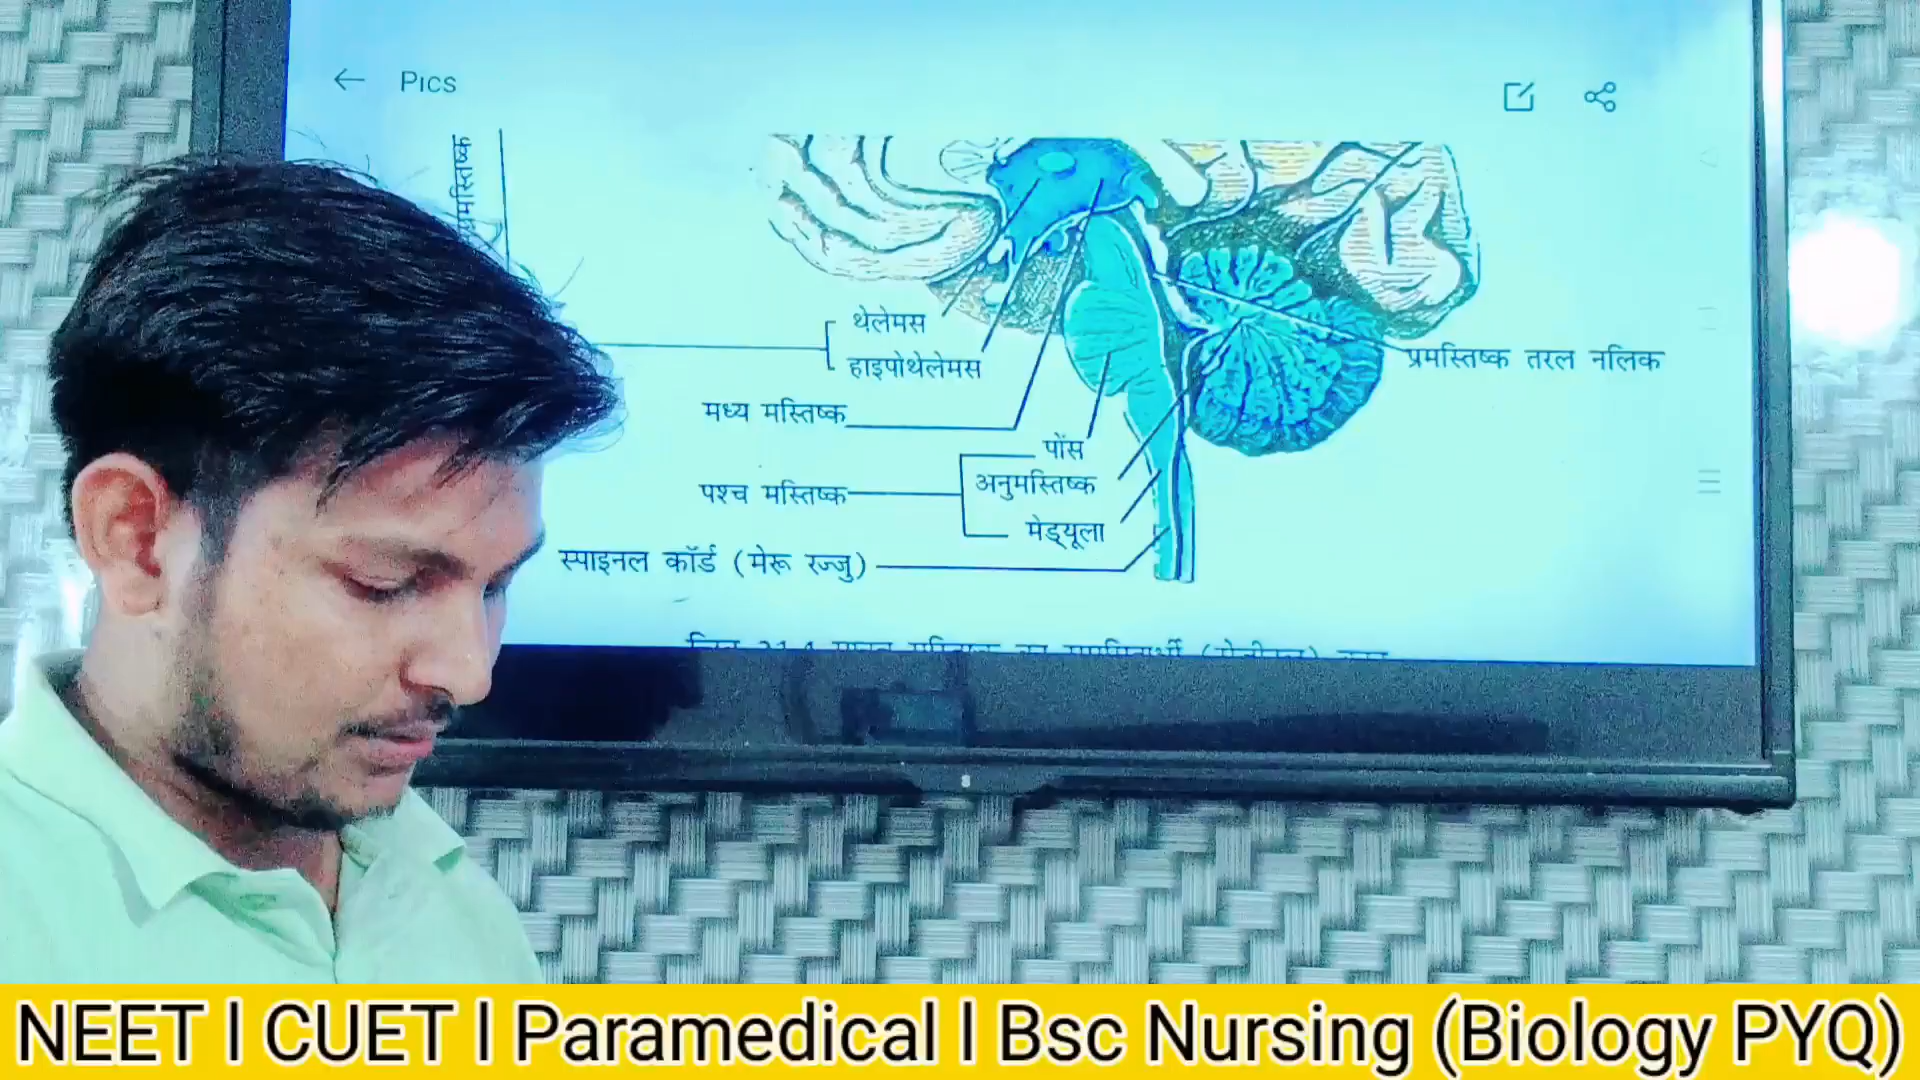 Pics
थेलेमस
हाइपोथेलेमस
प्रमस्तिष्क तरल नलिक
मध्य मस्तिष्क
पोंस
पश्च मस्तिष्क
अनुमस्तिष्क
मेड्यूला
स्पाइनल कॉर्ड (मेरू रज्जु)
NEET l CUET l Paramedical l Bsc Nursing (Biology PYQ)